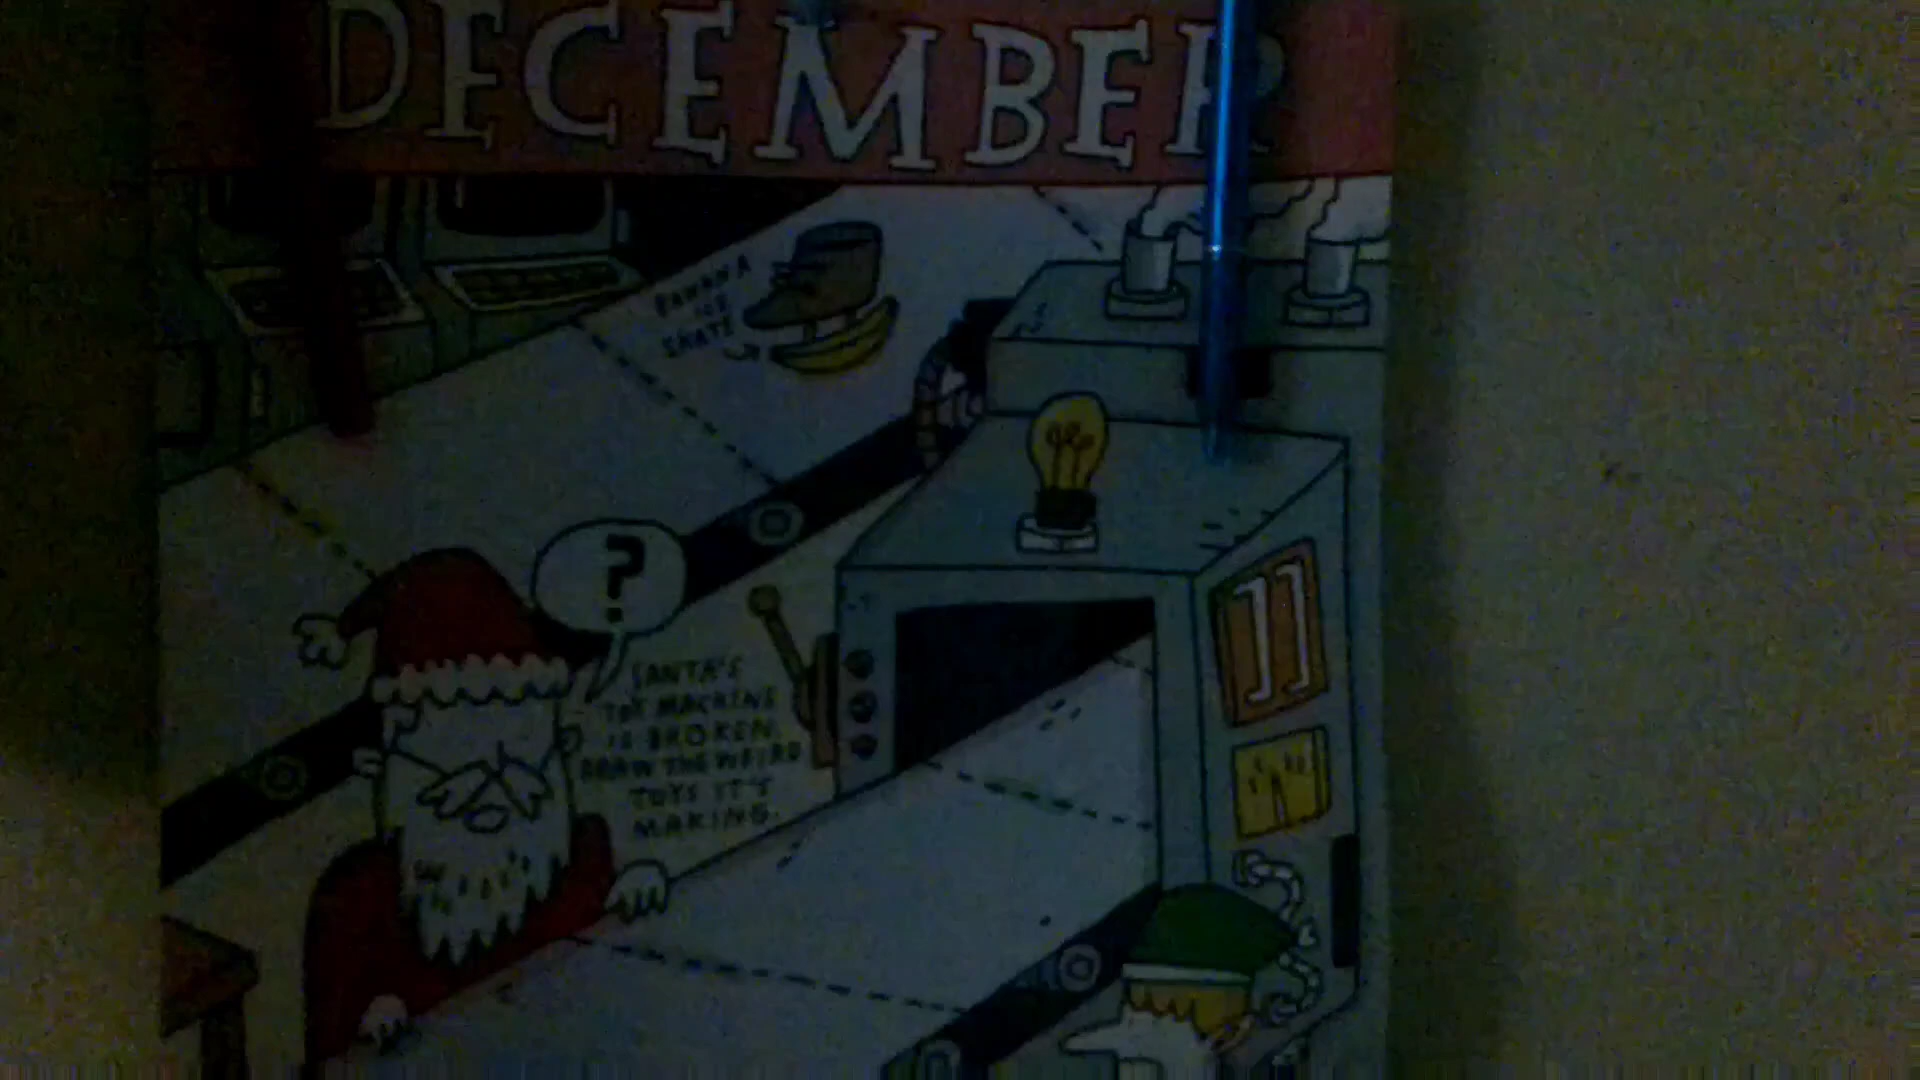 DECEMBER
BANANA
ICE
SKATE
?
SANTA'S
TOY MACHINE
IS BROKEN.
DRAW THE WEIRD
TOYS IT'S
MAKING.